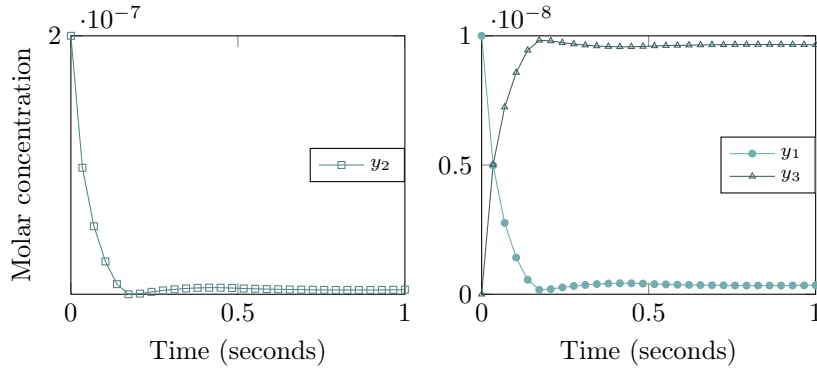 ·10⁻⁷
2
Molar concentration
y₂
0
0.5
1
Time (seconds)
·10⁻⁸
1
0.5
0
y₁
y₃
0
0.5
1
Time (seconds)